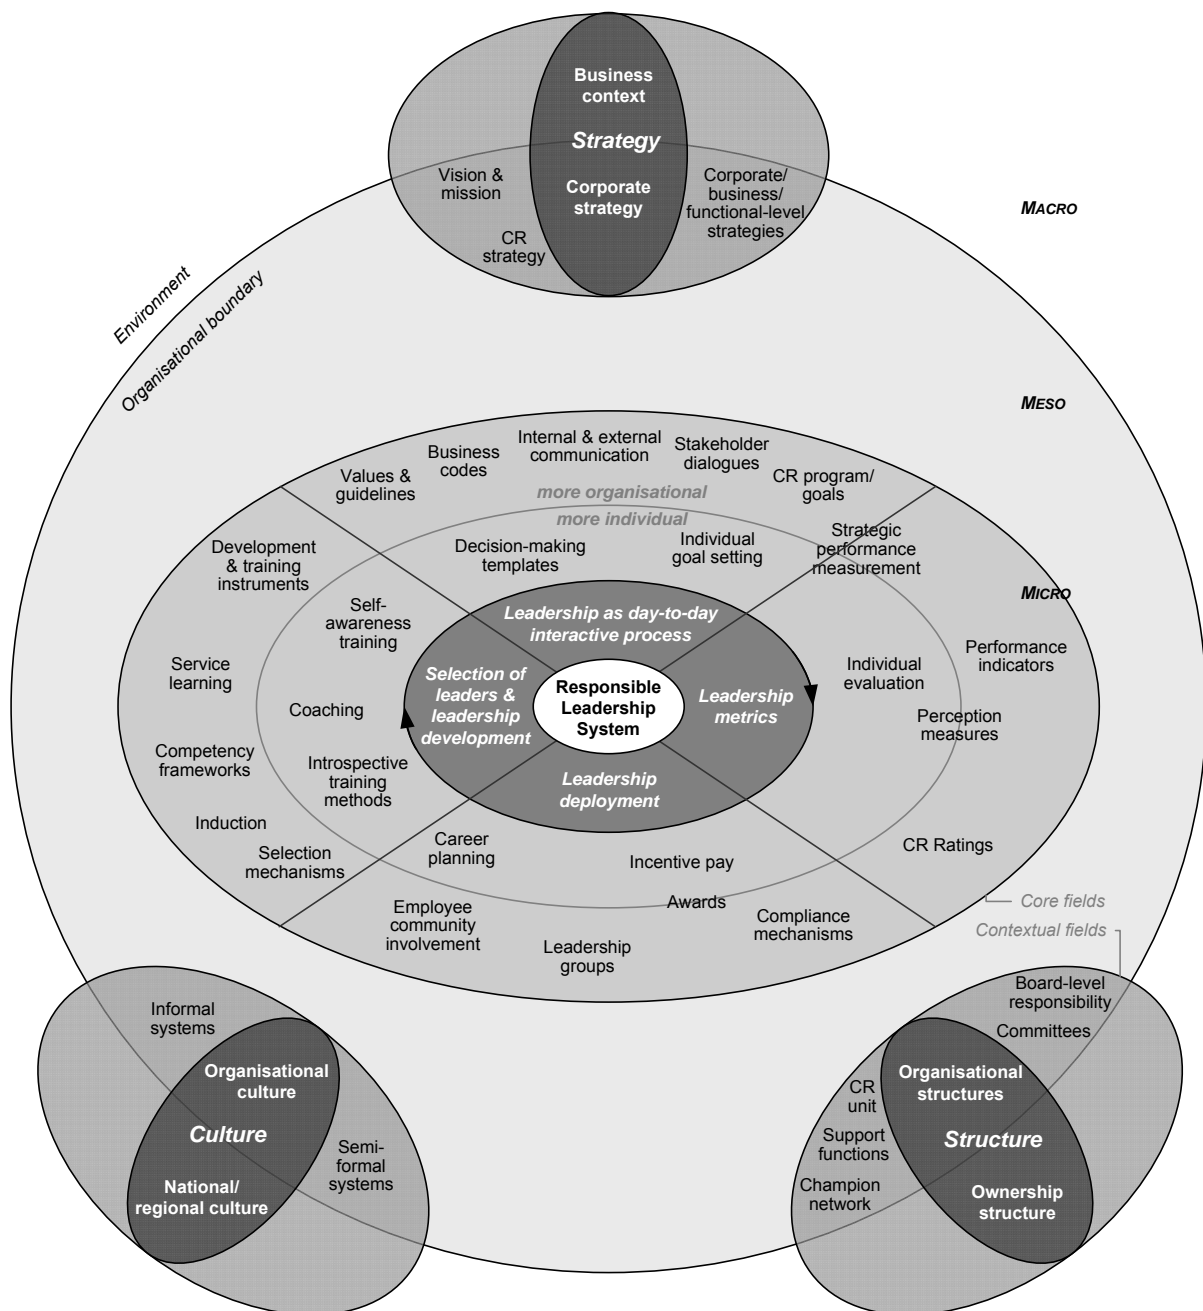 Business
context
Strategy
Corporate
strategy
Vision &
mission
CR
strategy
Corporate/
business/
functional-level
strategies
MACRO
Environment
Organisational boundary
MESO
Values &
guidelines
Business
codes
Internal & external
communication
Stakeholder
dialogues
CR program/
goals
more organisational
more individual
Decision-making
templates
Individual
goal setting
Strategic
performance
measurement
Development
& training
instruments
Self-
awareness
training
MICRO
Leadership as day-to-day
interactive process
Service
learning
Coaching
Selection of
leaders &
leadership
development
Responsible
Leadership
System
Leadership
metrics
Individual
evaluation
Performance
indicators
Perception
measures
Competency
frameworks
Introspective
training
methods
Leadership
deployment
Induction
Selection
mechanisms
Career
planning
Incentive pay
CR Ratings
Awards
Employee
community
involvement
Leadership
groups
Compliance
mechanisms
Core fields
Contextual fields
Informal
systems
Organisational
culture
Culture
National/
regional culture
Semi-
formal
systems
Board-level
responsibility
Committees
Organisational
structures
CR
unit
Support
functions
Structure
Champion
network
Ownership
structure